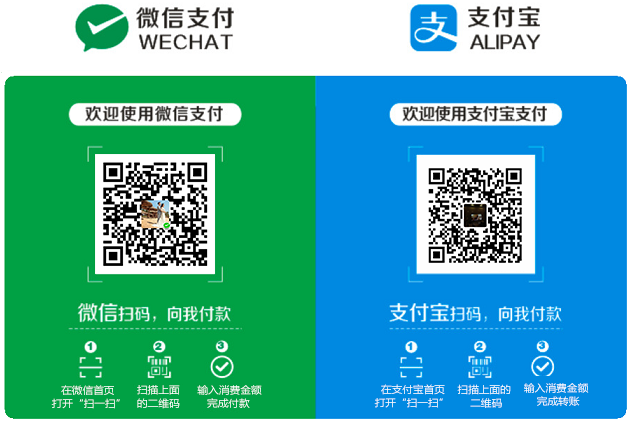 微信支付
WECHAT
支付宝
ALIPAY
欢迎使用微信支付
微信扫码，向我付款
1
2
3
在微信首页
打开“扫一扫”
扫描上面
的二维码
输入消费金额
完成付款
欢迎使用支付宝支付
支付宝扫码，向我付款
1
2
3
在支付宝首页
打开“扫一扫”
扫描上面的
二维码
输入消费金额
完成转账